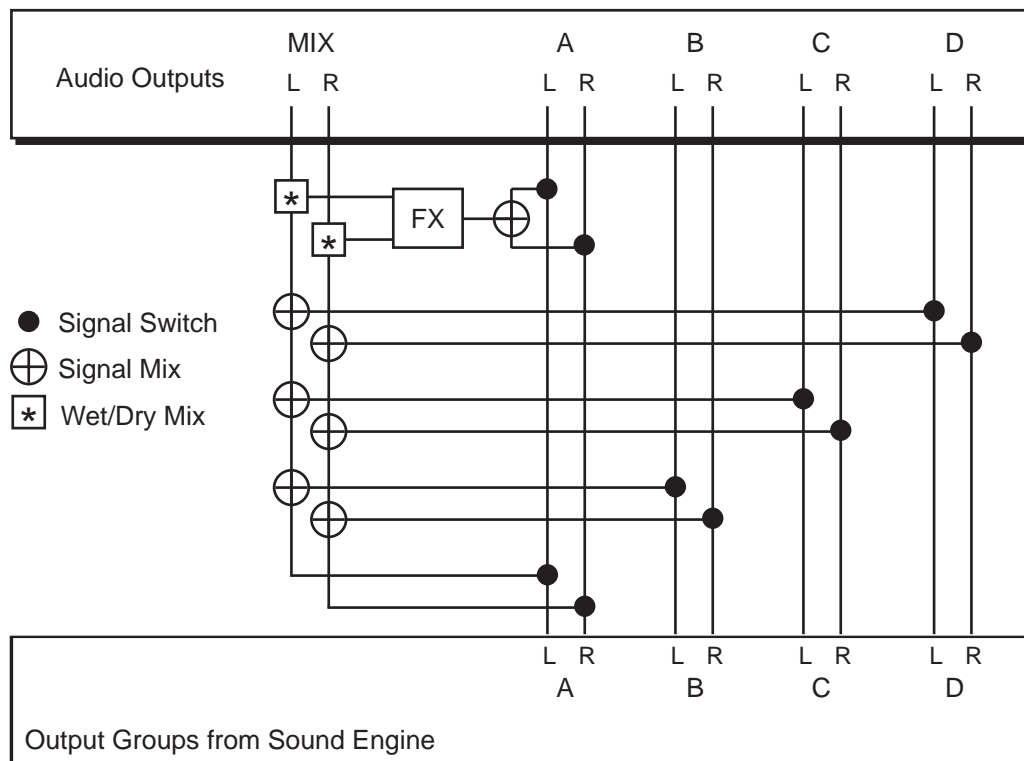 MIX A B C D
Audio Outputs L R L R L R L R L R
*
FX
*
Signal Switch
Signal Mix
* Wet/Dry Mix
L R L R L R L R
A B C D
Output Groups from Sound Engine